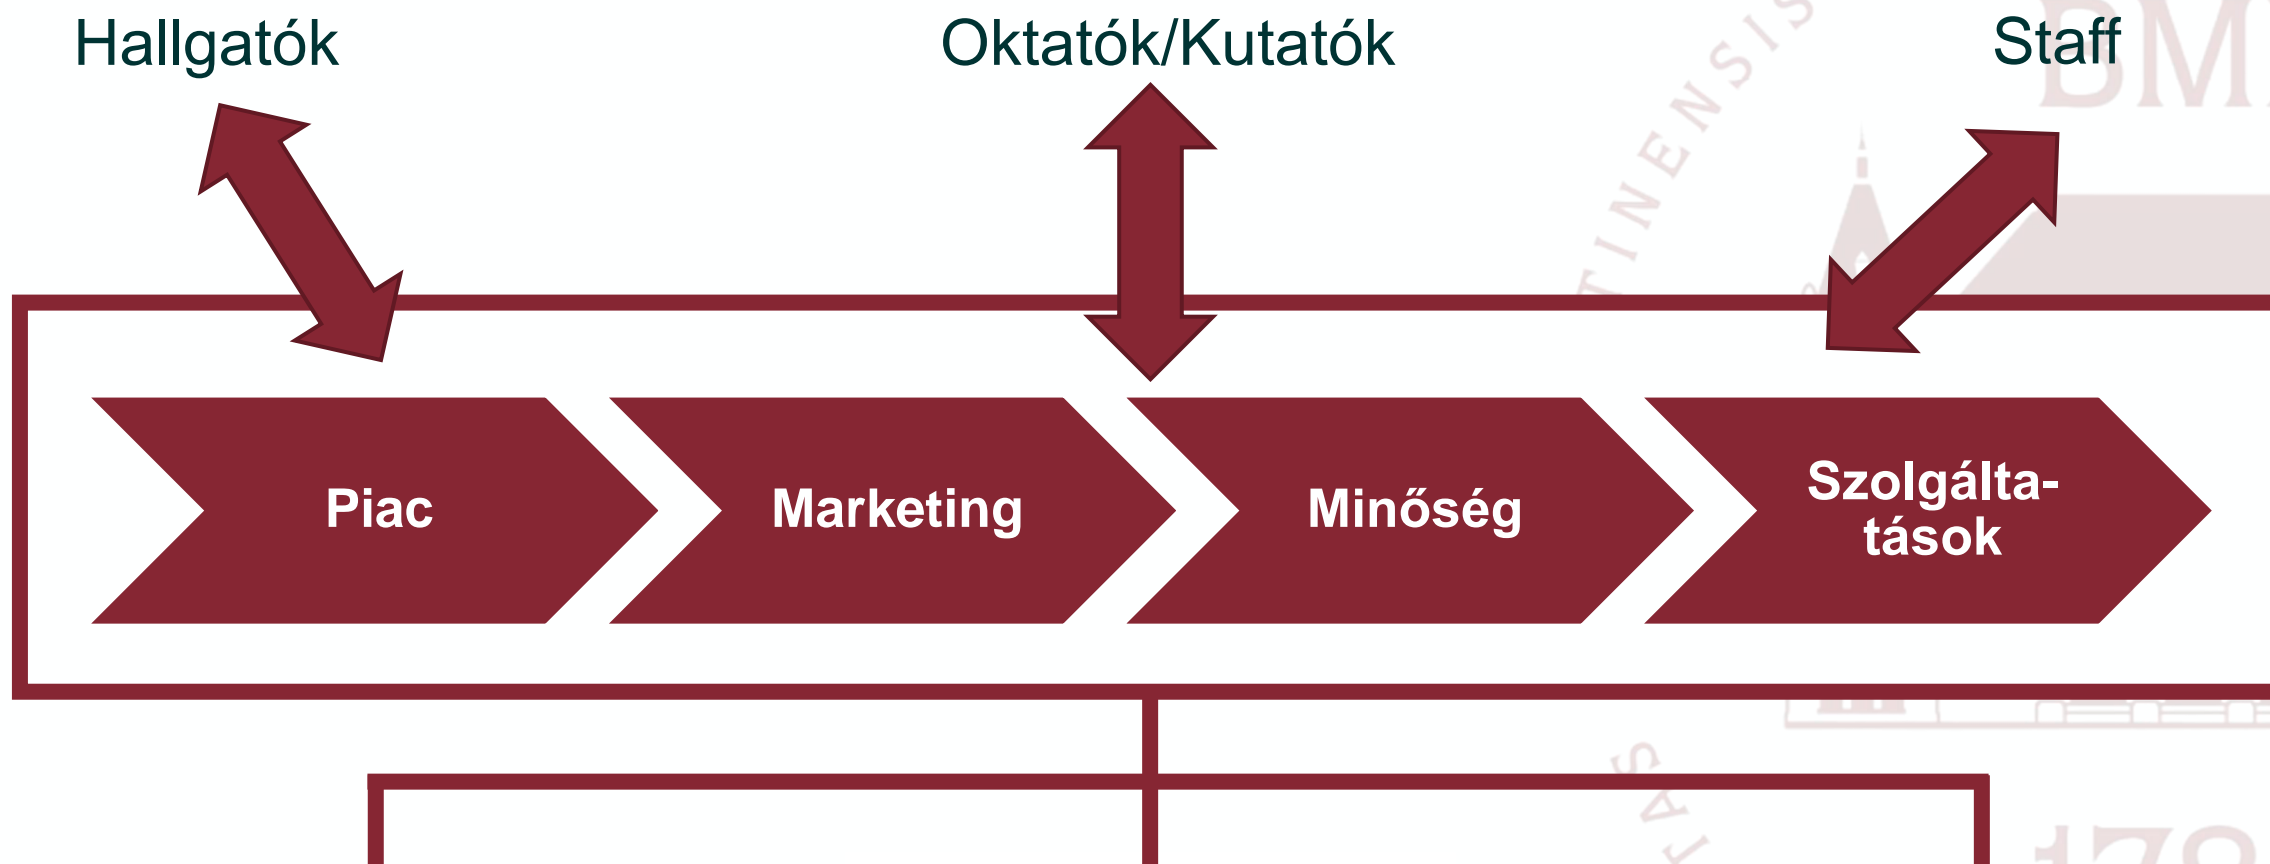 Hallgatók
Oktatók/Kutatók
Staff
Piac
Marketing
Minőség
Szolgálta-
tások